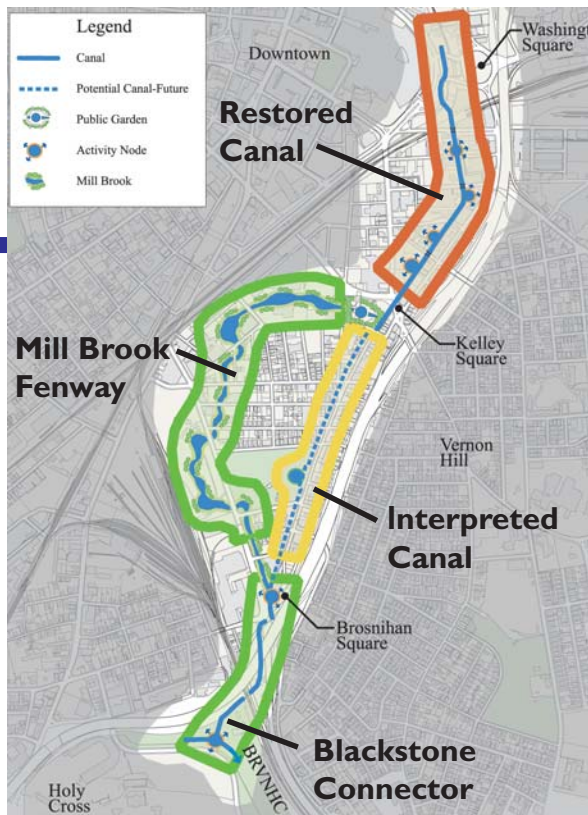 Legend
Canal
Potential Canal-Future
Public Garden
Activity Node
Mill Brook
Downtown
Washingt
Square
Restored
Canal
Mill Brook
Fenway
Kelley
Square
Vernon
Hill
Interpreted
Canal
Brosnihan
Square
Blackstone
Connector
BRVNHC
Holy
Cross